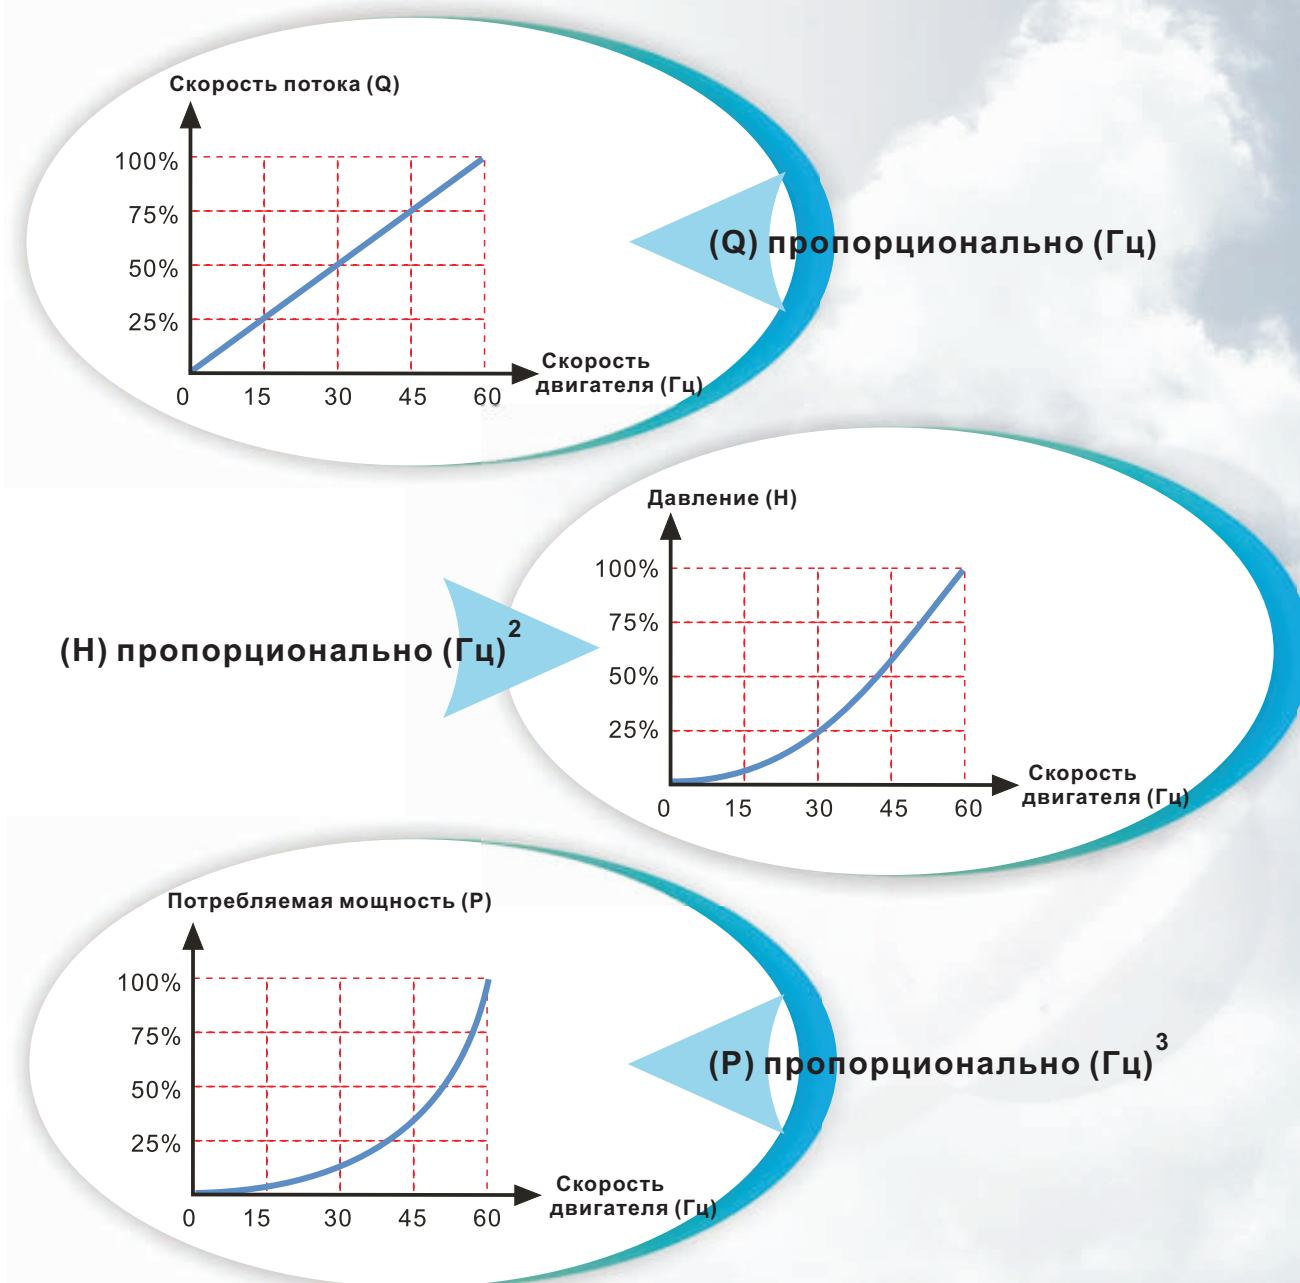 Скорость потока (Q)
100%
75%
50%
25%
0 15 30 45 60
Скорость
двигателя (Гц)
(Q) пропорционально (Гц)
Давление (H)
100%
75%
50%
25%
0 15 30 45 60
Скорость
двигателя (Гц)
(H) пропорционально (Гц)2
Потребляемая мощность (P)
100%
75%
50%
25%
0 15 30 45 60
Скорость
двигателя (Гц)
(P) пропорционально (Гц)3